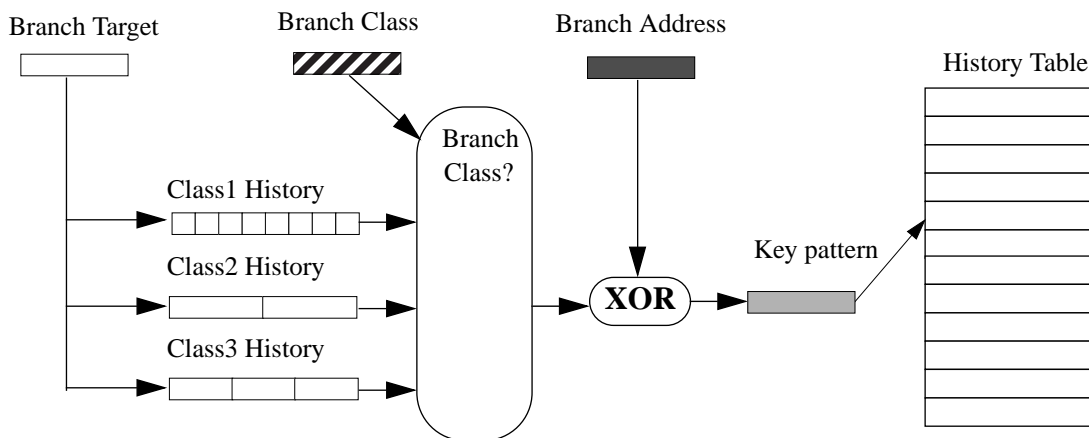 Branch Target
Branch Class
Branch Address
History Table
Branch
Class?
Class1 History
Class2 History
Class3 History
XOR
Key pattern